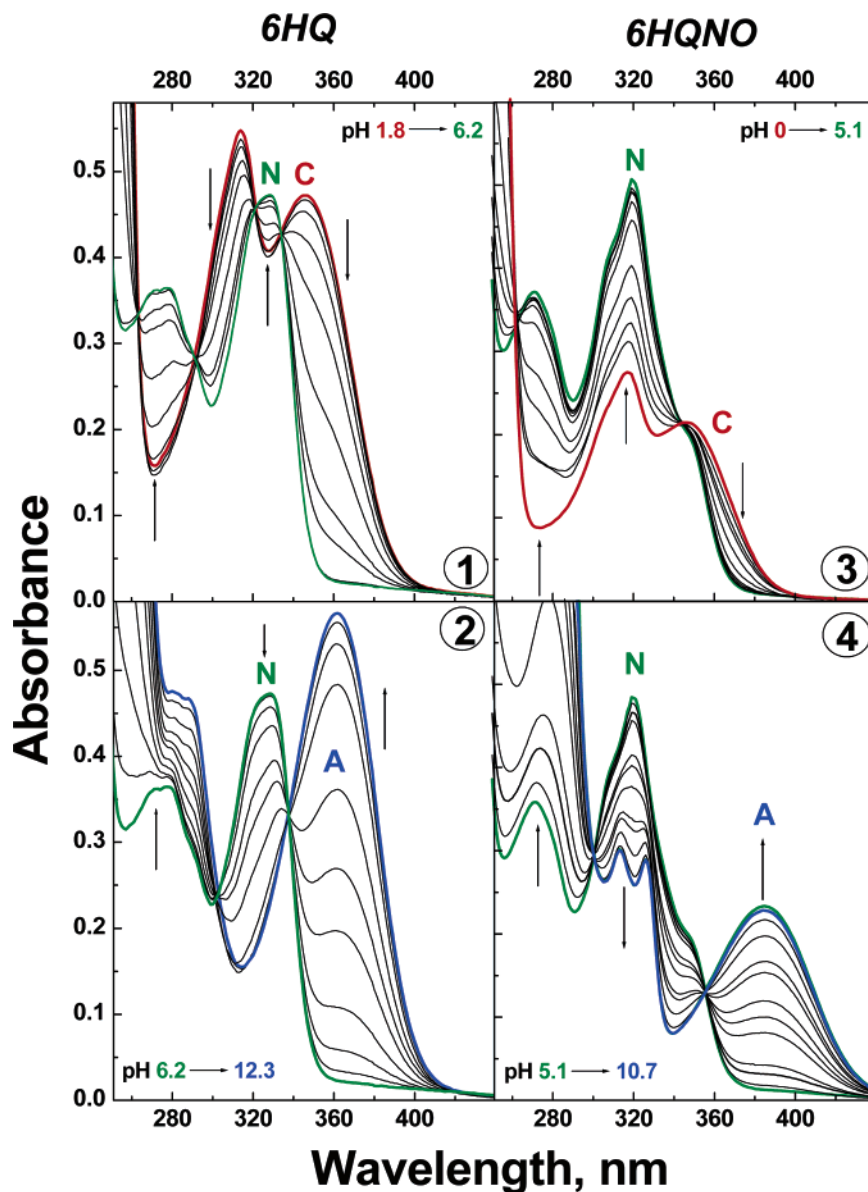 6HQ
6HQNO
280 320 360 400
280 320 360 400
pH 1.8 → 6.2
pH 0 → 5.1
N
C
N
C
0.5
0.4
0.3
0.2
0.1
0.0
1
3
2
4
N
A
N
A
0.5
0.4
0.3
0.2
0.1
0.0
pH 6.2 → 12.3
pH 5.1 → 10.7
280 320 360 400
280 320 360 400
Absorbance
Wavelength, nm